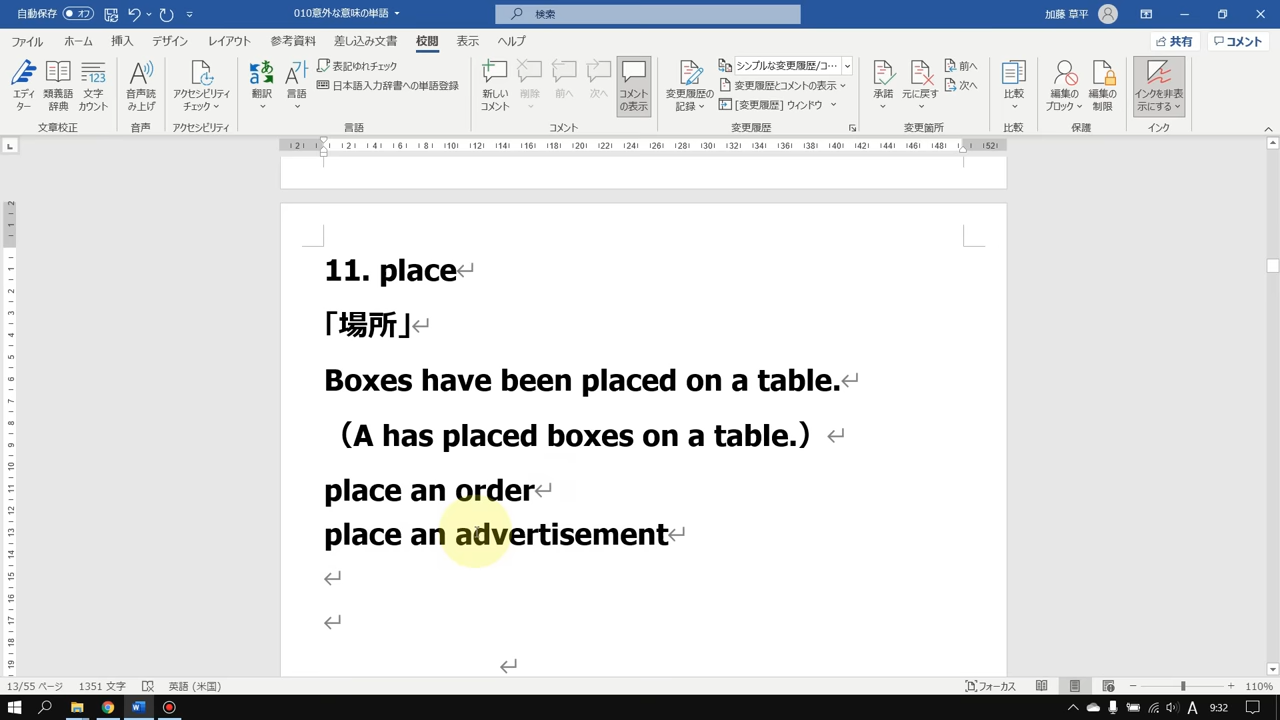 自動保存 オフ 010意外な意味の場所 検索 加藤 草平
ファイル ホーム 挿入 デザイン レイアウト 参考資料 差し込み文書 校閲 表示 ヘルプ 共有 コメント
エディター 類義語辞典 文字カウント 音声読み上げ アクセシビリティチェック 翻訳 言語 表記ゆれチェック 日本語入力辞書への単語登録 新しいコメント 削除 前へ 次へ コメントの表示 変更履歴の記録 シンプルな変更履歴/コ… 変更履歴とコメントの表示 [変更履歴] ウィンドウ 承諾 元に戻す 前へ 次へ 比較 編集のブロック 編集の制限 インクを非表示にする
文章校正 音声 アクセシビリティ 言語 コメント 変更履歴 変更箇所 比較 保護 インク
11. place
「場所」
Boxes have been placed on a table.
（A has placed boxes on a table.）
place an order
place an advertisement
13/55 ページ 1351 文字 英語 (米国) フォーカス 110%
A 9:32